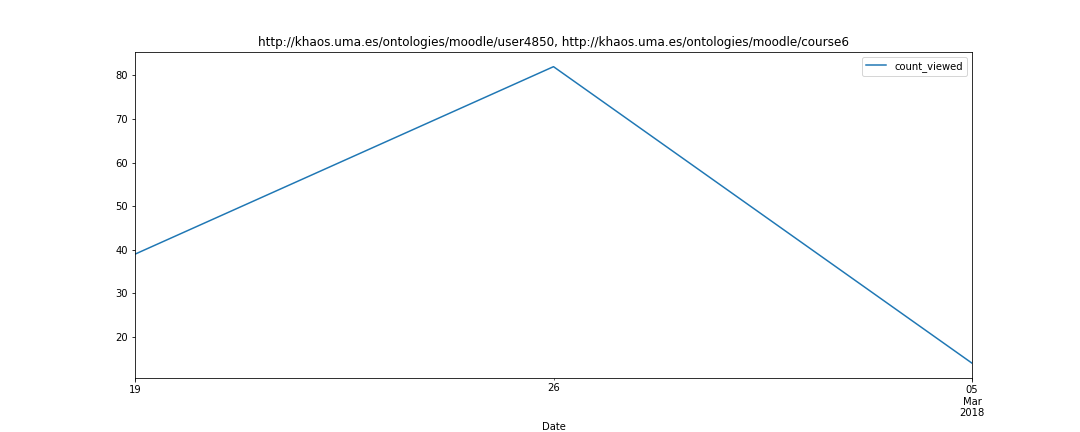 http://khaos.uma.es/ontologies/moodle/user4850, http://khaos.uma.es/ontologies/moodle/course6
count_viewed
80
70
60
50
40
30
20
19
26
05
Mar
2018
Date